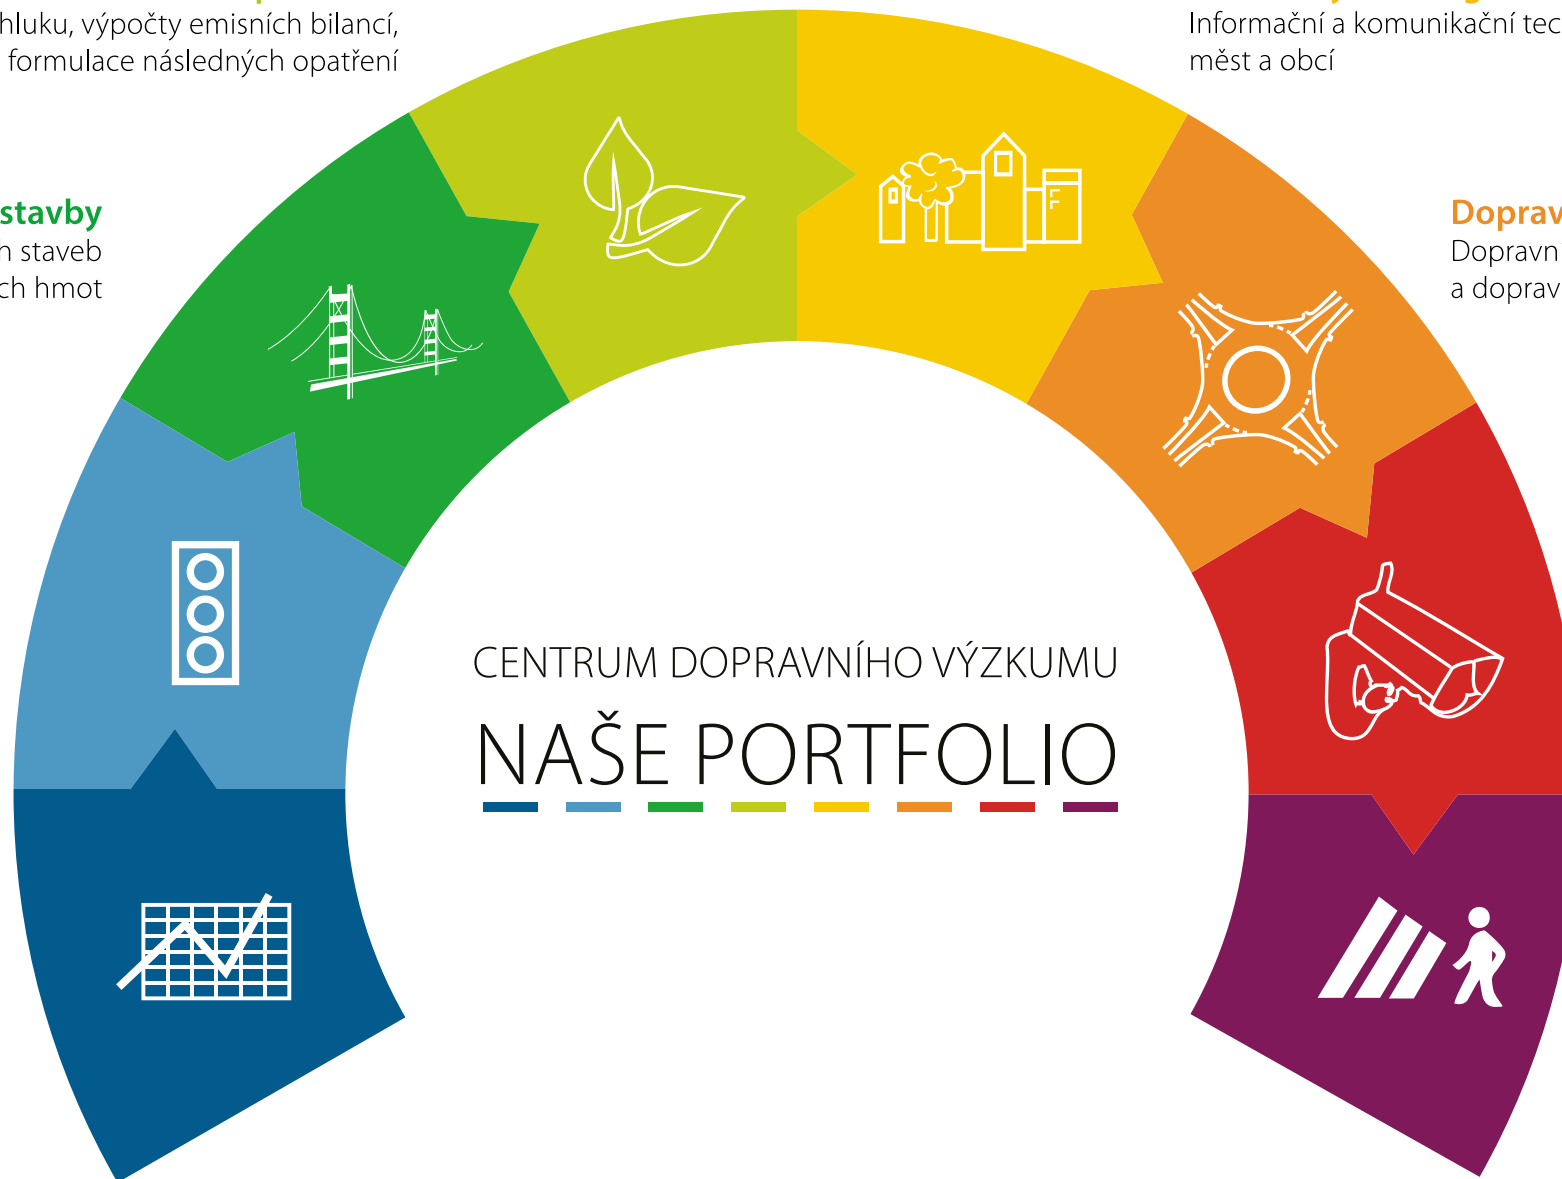 hluku, výpočty emisních bilancí,
formulace následných opatření
Informační a komunikační tec
měst a obcí
stavby
staveb
ch hmot
Doprav
Dopravn
a doprav
CENTRUM DOPRAVNÍHO VÝZKUMU
NAŠE PORTFOLIO